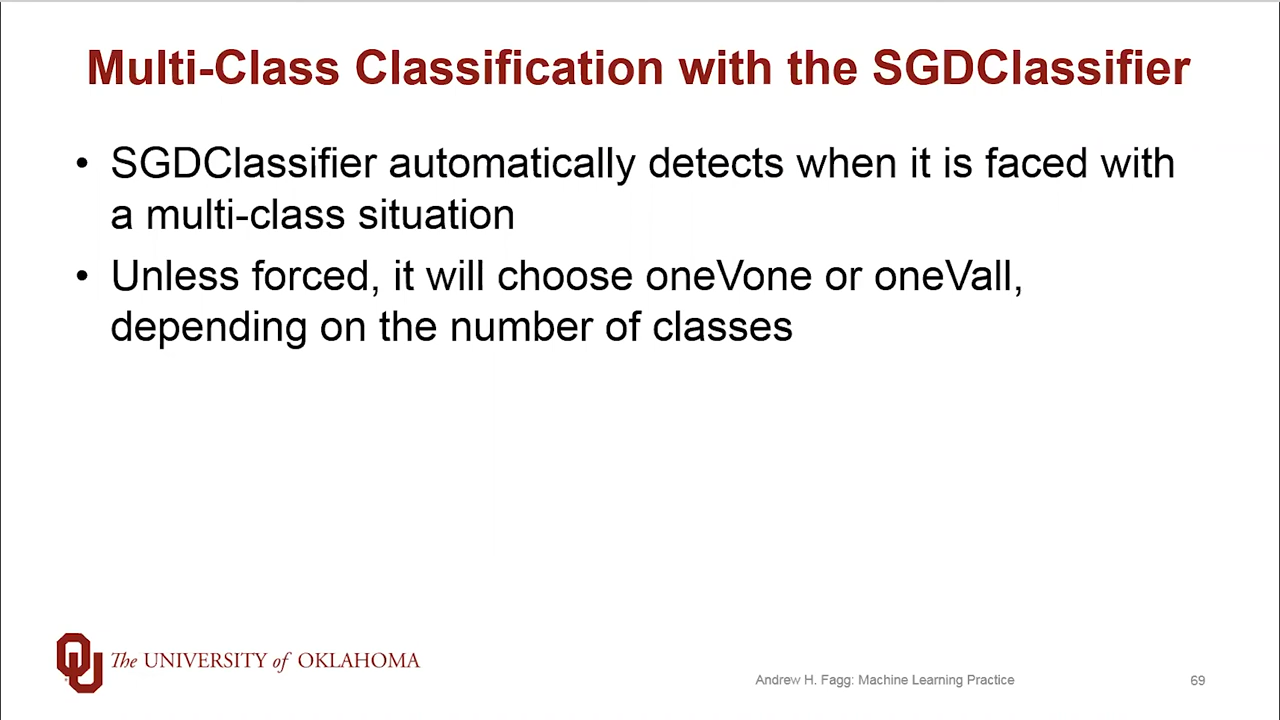 Multi-Class Classification with the SGDClassifier
• SGDClassifier automatically detects when it is faced with
a multi-class situation
• Unless forced, it will choose oneVone or oneVall,
depending on the number of classes
The UNIVERSITY of OKLAHOMA
Andrew H. Fagg: Machine Learning Practice
69